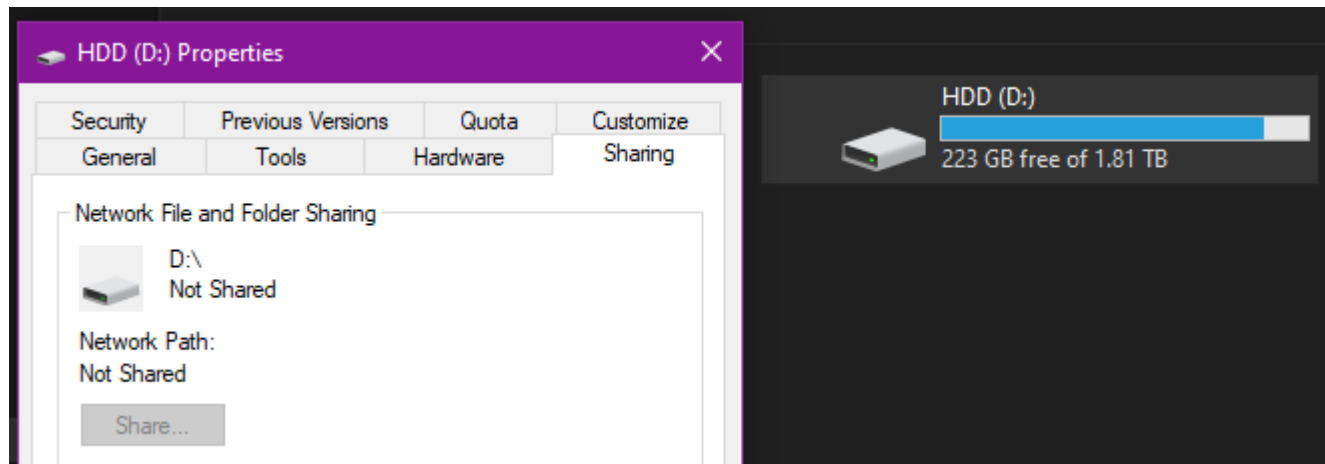 HDD (D:) Properties
Security Previous Versions Quota Customize
General Tools Hardware Sharing
Network File and Folder Sharing
D:\
Not Shared
Network Path:
Not Shared
Share...
HDD (D:)
223 GB free of 1.81 TB